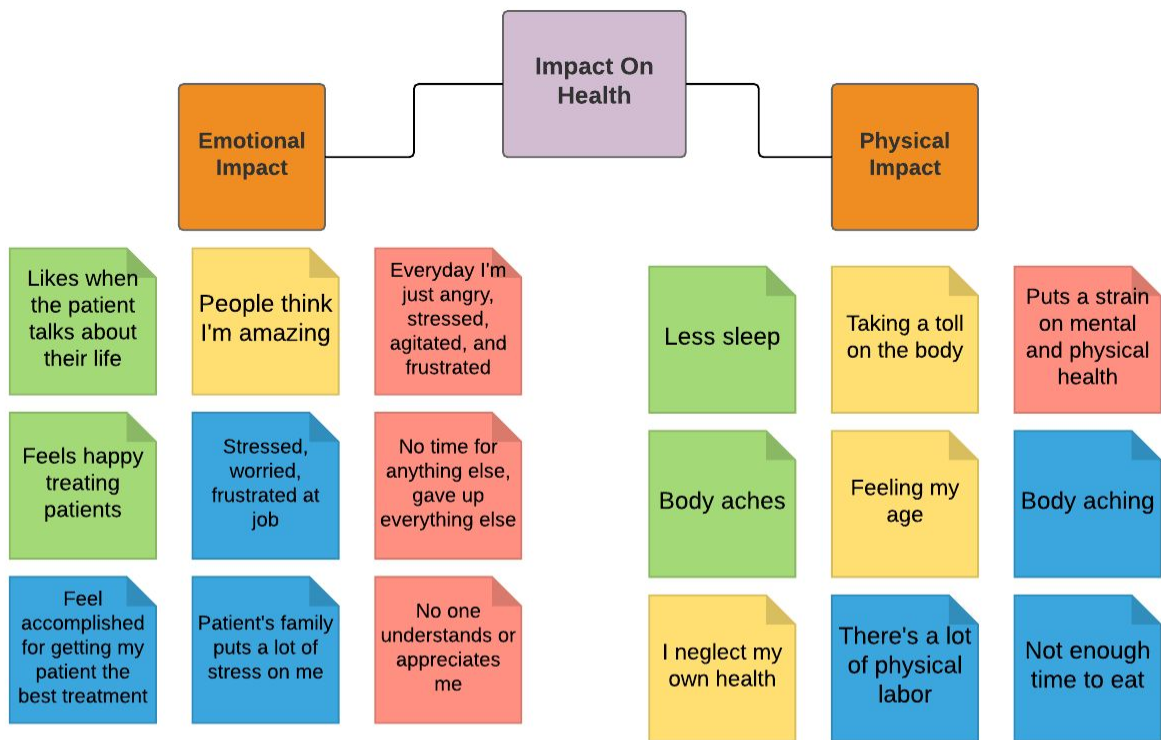 Impact On
Health
Emotional
Impact
Physical
Impact
Likes when
the patient
talks about
their life
People think
I'm amazing
Everyday I'm
just angry,
stressed,
agitated, and
frustrated
Feels happy
treating
patients
Stressed,
worried,
frustrated at
job
No time for
anything else,
gave up
everything else
Feel
accomplished
for getting my
patient the
best treatment
Patient's family
puts a lot of
stress on me
No one
understands or
appreciates
me
Less sleep
Taking a toll
on the body
Puts a strain
on mental
and physical
health
Body aches
Feeling my
age
Body aching
I neglect my
own health
There's a lot
of physical
labor
Not enough
time to eat